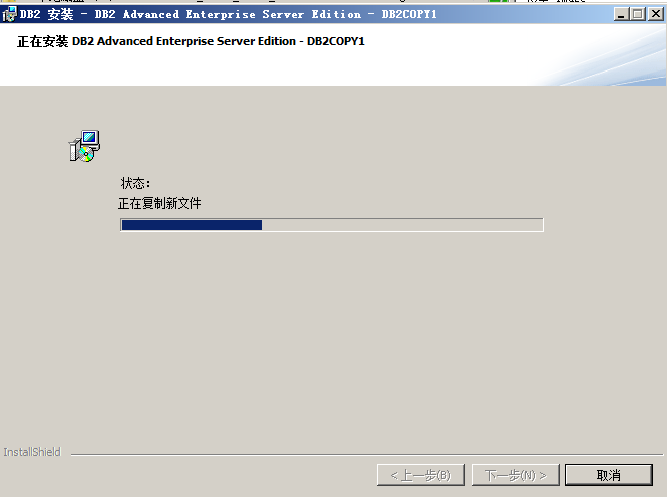 DB2 安装 - DB2 Advanced Enterprise Server Edition - DB2COPY1
正在安装 DB2 Advanced Enterprise Server Edition - DB2COPY1
状态：
正在复制新文件
InstallShield
< 上一步(B)
下一步(N) >
取消